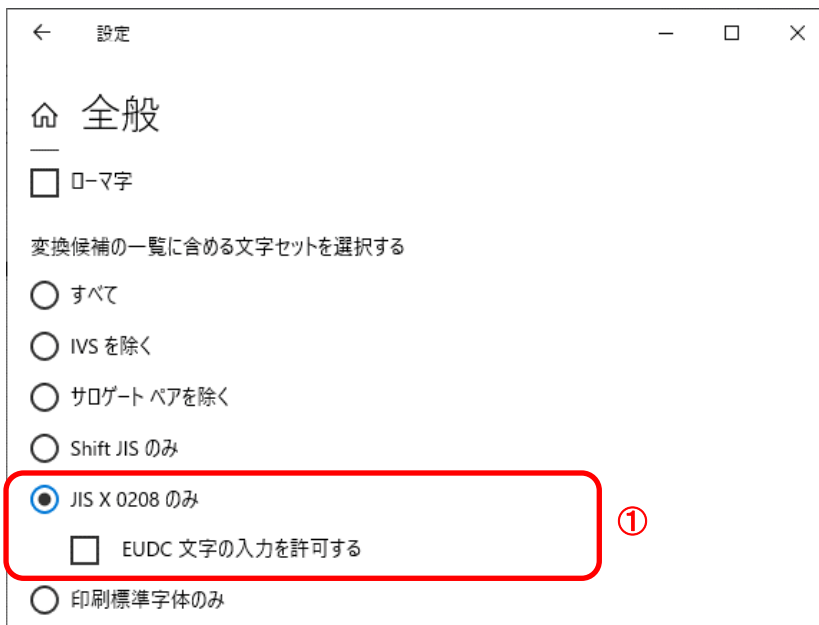 設定
全般
ローマ字
変換候補の一覧に含める文字セットを選択する
すべて
IVS を除く
サロゲート ペアを除く
Shift JIS のみ
JIS X 0208 のみ
①
EUDC 文字の入力を許可する
印刷標準字体のみ